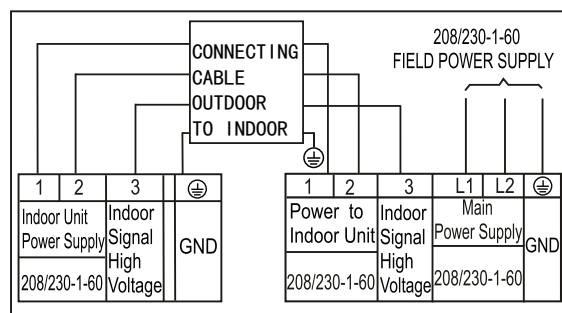 CONNECTING
CABLE
OUTDOOR
TO INDOOR
208/230-1-60
FIELD POWER SUPPLY
1 2 3
Indoor Unit
Power Supply
208/230-1-60
Indoor
Signal
High
Voltage
GND
1 2 3 L1 L2
Power to
Indoor Unit
208/230-1-60
Indoor
Signal
High
Voltage
Main
Power Supply
208/230-1-60
GND